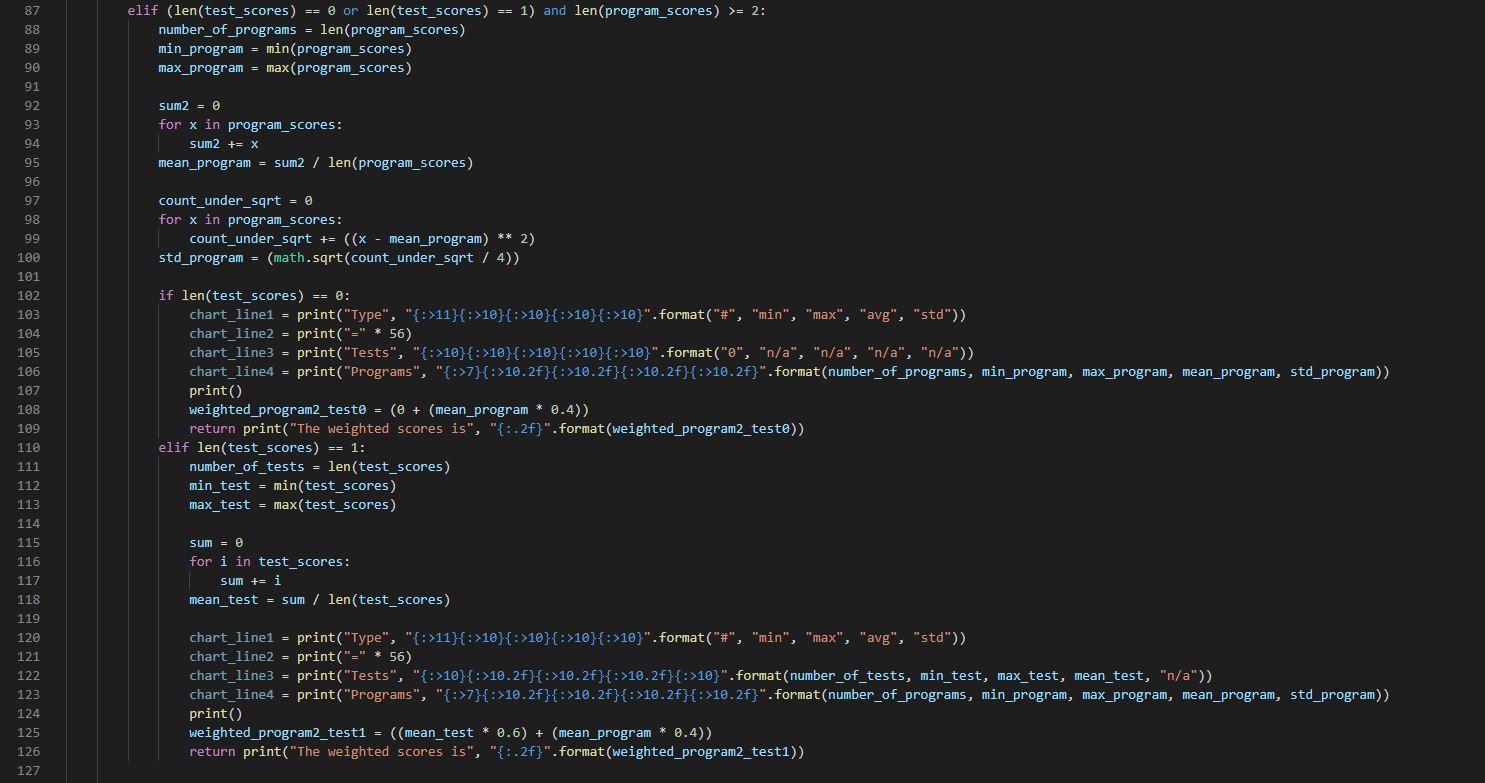 87 elif (len(test_scores) == 0 or len(test_scores) == 1) and len(program_scores) >= 2:
88 number_of_programs = len(program_scores)
89 min_program = min(program_scores)
90 max_program = max(program_scores)
91
92 sum2 = 0
93 for x in program_scores:
94 sum2 += x
95 mean_program = sum2 / len(program_scores)
96
97 count_under_sqrt = 0
98 for x in program_scores:
99 count_under_sqrt += ((x - mean_program) ** 2)
100 std_program = (math.sqrt(count_under_sqrt / 4))
101
102 if len(test_scores) == 0:
103 chart_line1 = print("Type", "{:>11}{:>10}{:>10}{:>10}{:>10}".format("#", "min", "max", "avg", "std"))
104 chart_line2 = print("=" * 56)
105 chart_line3 = print("Tests", "{:>10}{:>10}{:>10}{:>10}{:>10}".format("0", "n/a", "n/a", "n/a", "n/a"))
106 chart_line4 = print("Programs", "{:>7}{:>10.2f}{:>10.2f}{:>10.2f}{:>10.2f}".format(number_of_programs, min_program, max_program, mean_program, std_program))
107 print()
108 weighted_program2_test0 = (0 + (mean_program * 0.4))
109 return print("The weighted scores is", "{:.2f}".format(weighted_program2_test0))
110 elif len(test_scores) == 1:
111 number_of_tests = len(test_scores)
112 min_test = min(test_scores)
113 max_test = max(test_scores)
114
115 sum = 0
116 for i in test_scores:
117 sum += i
118 mean_test = sum / len(test_scores)
119
120 chart_line1 = print("Type", "{:>11}{:>10}{:>10}{:>10}{:>10}".format("#", "min", "max", "avg", "std"))
121 chart_line2 = print("=" * 56)
122 chart_line3 = print("Tests", "{:>10}{:>10.2f}{:>10.2f}{:>10.2f}{:>10}".format(number_of_tests, min_test, max_test, mean_test, "n/a"))
123 chart_line4 = print("Programs", "{:>7}{:>10.2f}{:>10.2f}{:>10.2f}{:>10.2f}".format(number_of_programs, min_program, max_program, mean_program, std_program))
124 print()
125 weighted_program2_test1 = ((mean_test * 0.6) + (mean_program * 0.4))
126 return print("The weighted scores is", "{:.2f}".format(weighted_program2_test1))
127